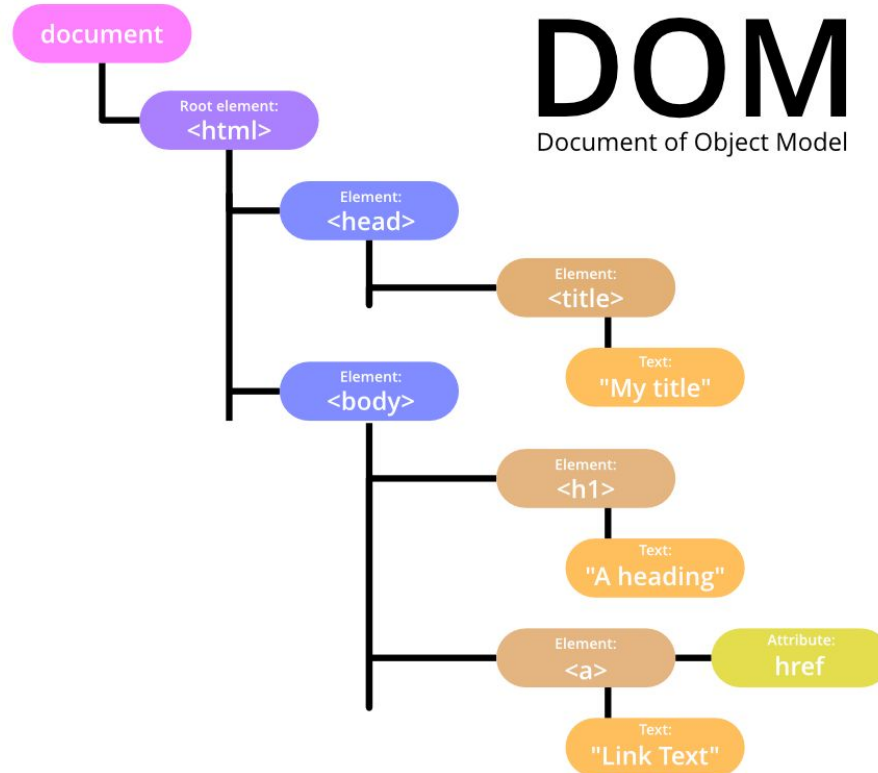 document
DOM
Document of Object Model
Root element:
<html>
Element:
<head>
Element:
<title>
Text:
"My title"
Element:
<body>
Element:
<h1>
Text:
"A heading"
Element:
<a>
Attribute:
href
Text:
"Link Text"